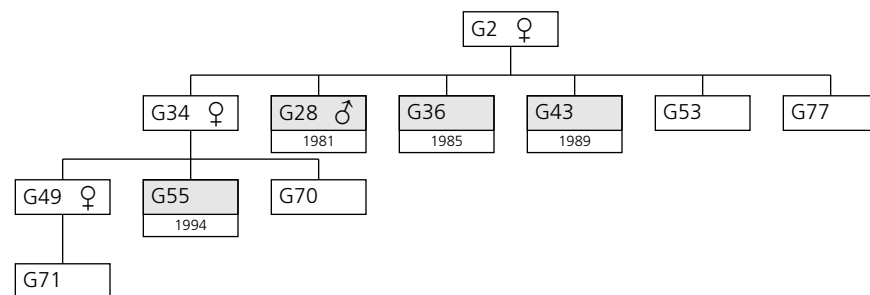 G2 ♀
G34 ♀
G28 ♂
G36
G43
G53
G77
1981
1985
1989
G49 ♀
G55
G70
1994
G71